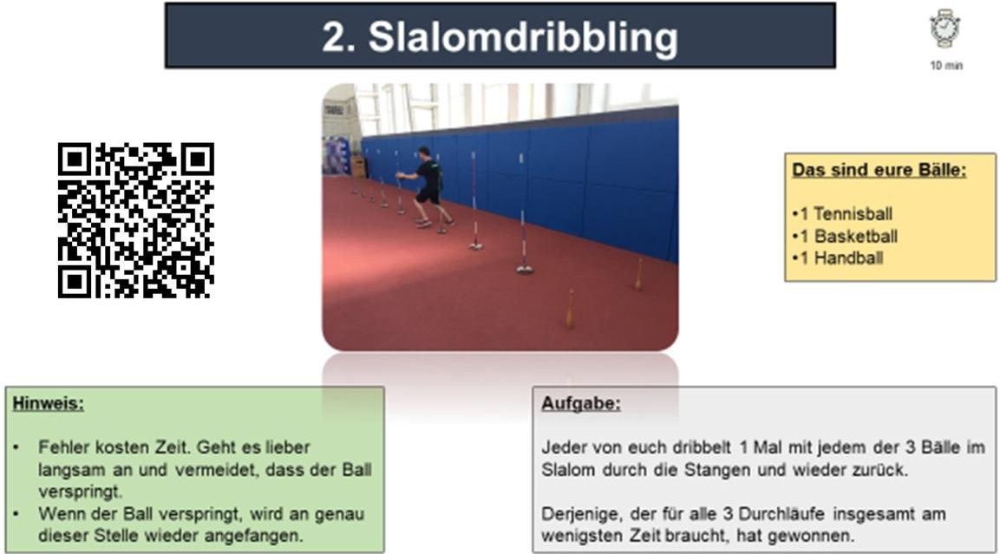 2. Slalomdribbling
10 min
Das sind eure Bälle:
•1 Tennisball
•1 Basketball
•1 Handball
Hinweis:
• Fehler kosten Zeit. Geht es lieber
langsam an und vermeidet, dass der Ball
verspringt.
• Wenn der Ball verspringt, wird an genau
dieser Stelle wieder angefangen.
Aufgabe:
Jeder von euch dribbelt 1 Mal mit jedem der 3 Bälle im
Slalom durch die Stangen und wieder zurück.
Derjenige, der für alle 3 Durchläufe insgesamt am
wenigsten Zeit braucht, hat gewonnen.